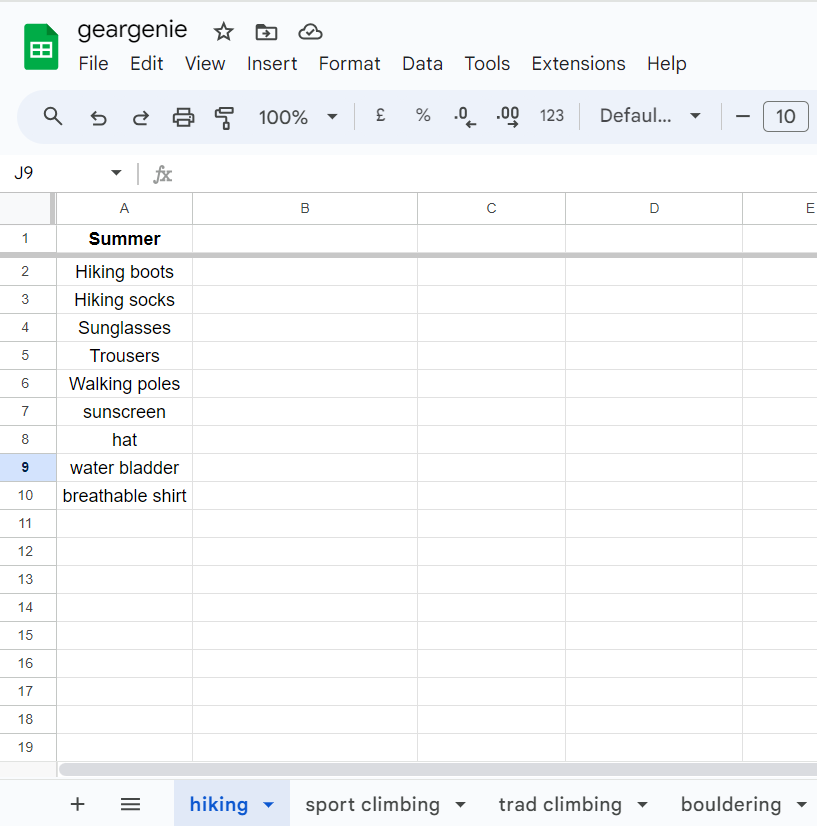 geargenie
File Edit View Insert Format Data Tools Extensions Help
100% £ % .0 .00 123 Defaul... 10
J9 fx
A B C D E
1 Summer
2 Hiking boots
3 Hiking socks
4 Sunglasses
5 Trousers
6 Walking poles
7 sunscreen
8 hat
9 water bladder
10 breathable shirt
11
12
13
14
15
16
17
18
19
hiking sport climbing trad climbing bouldering